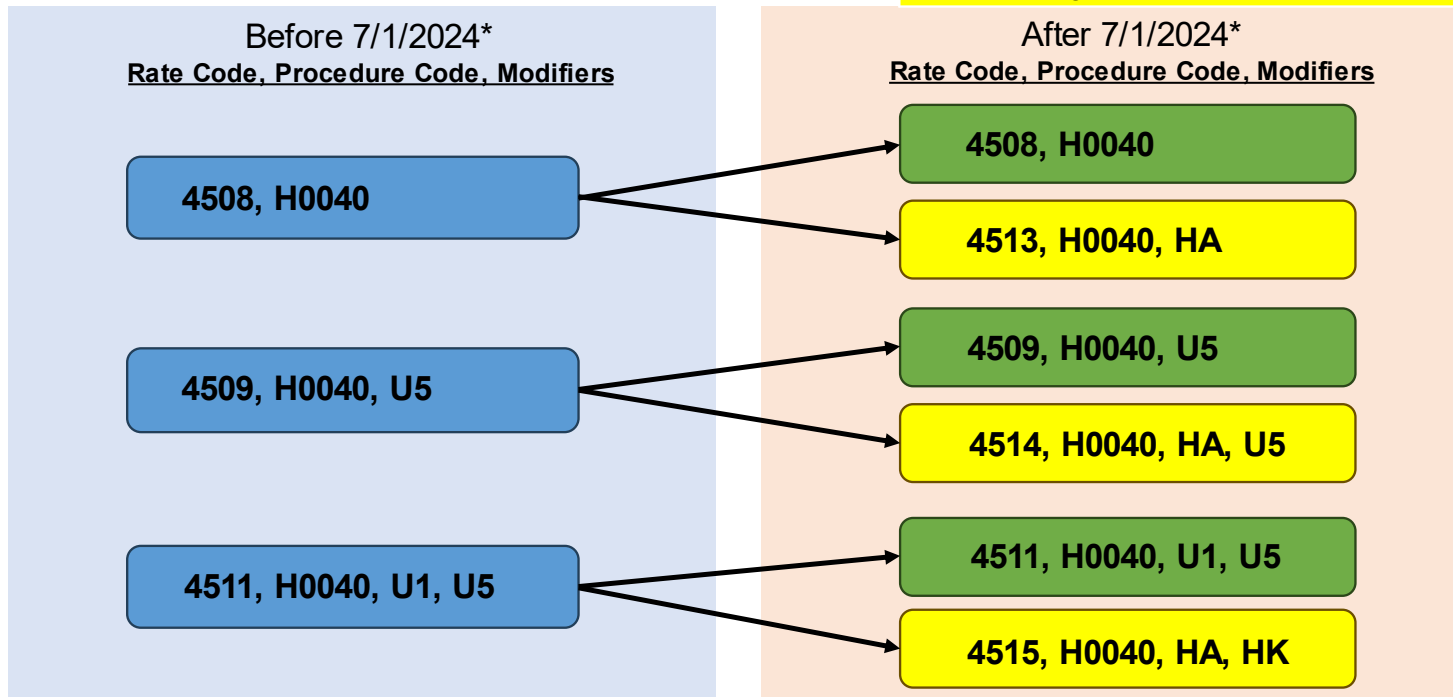 Before 7/1/2024*
Rate Code, Procedure Code, Modifiers
4508, H0040
4509, H0040, U5
4511, H0040, U1, U5
After 7/1/2024*
Rate Code, Procedure Code, Modifiers
4508, H0040
4513, H0040, HA
4509, H0040, U5
4514, H0040, HA, U5
4511, H0040, U1, U5
4515, H0040, HA, HK